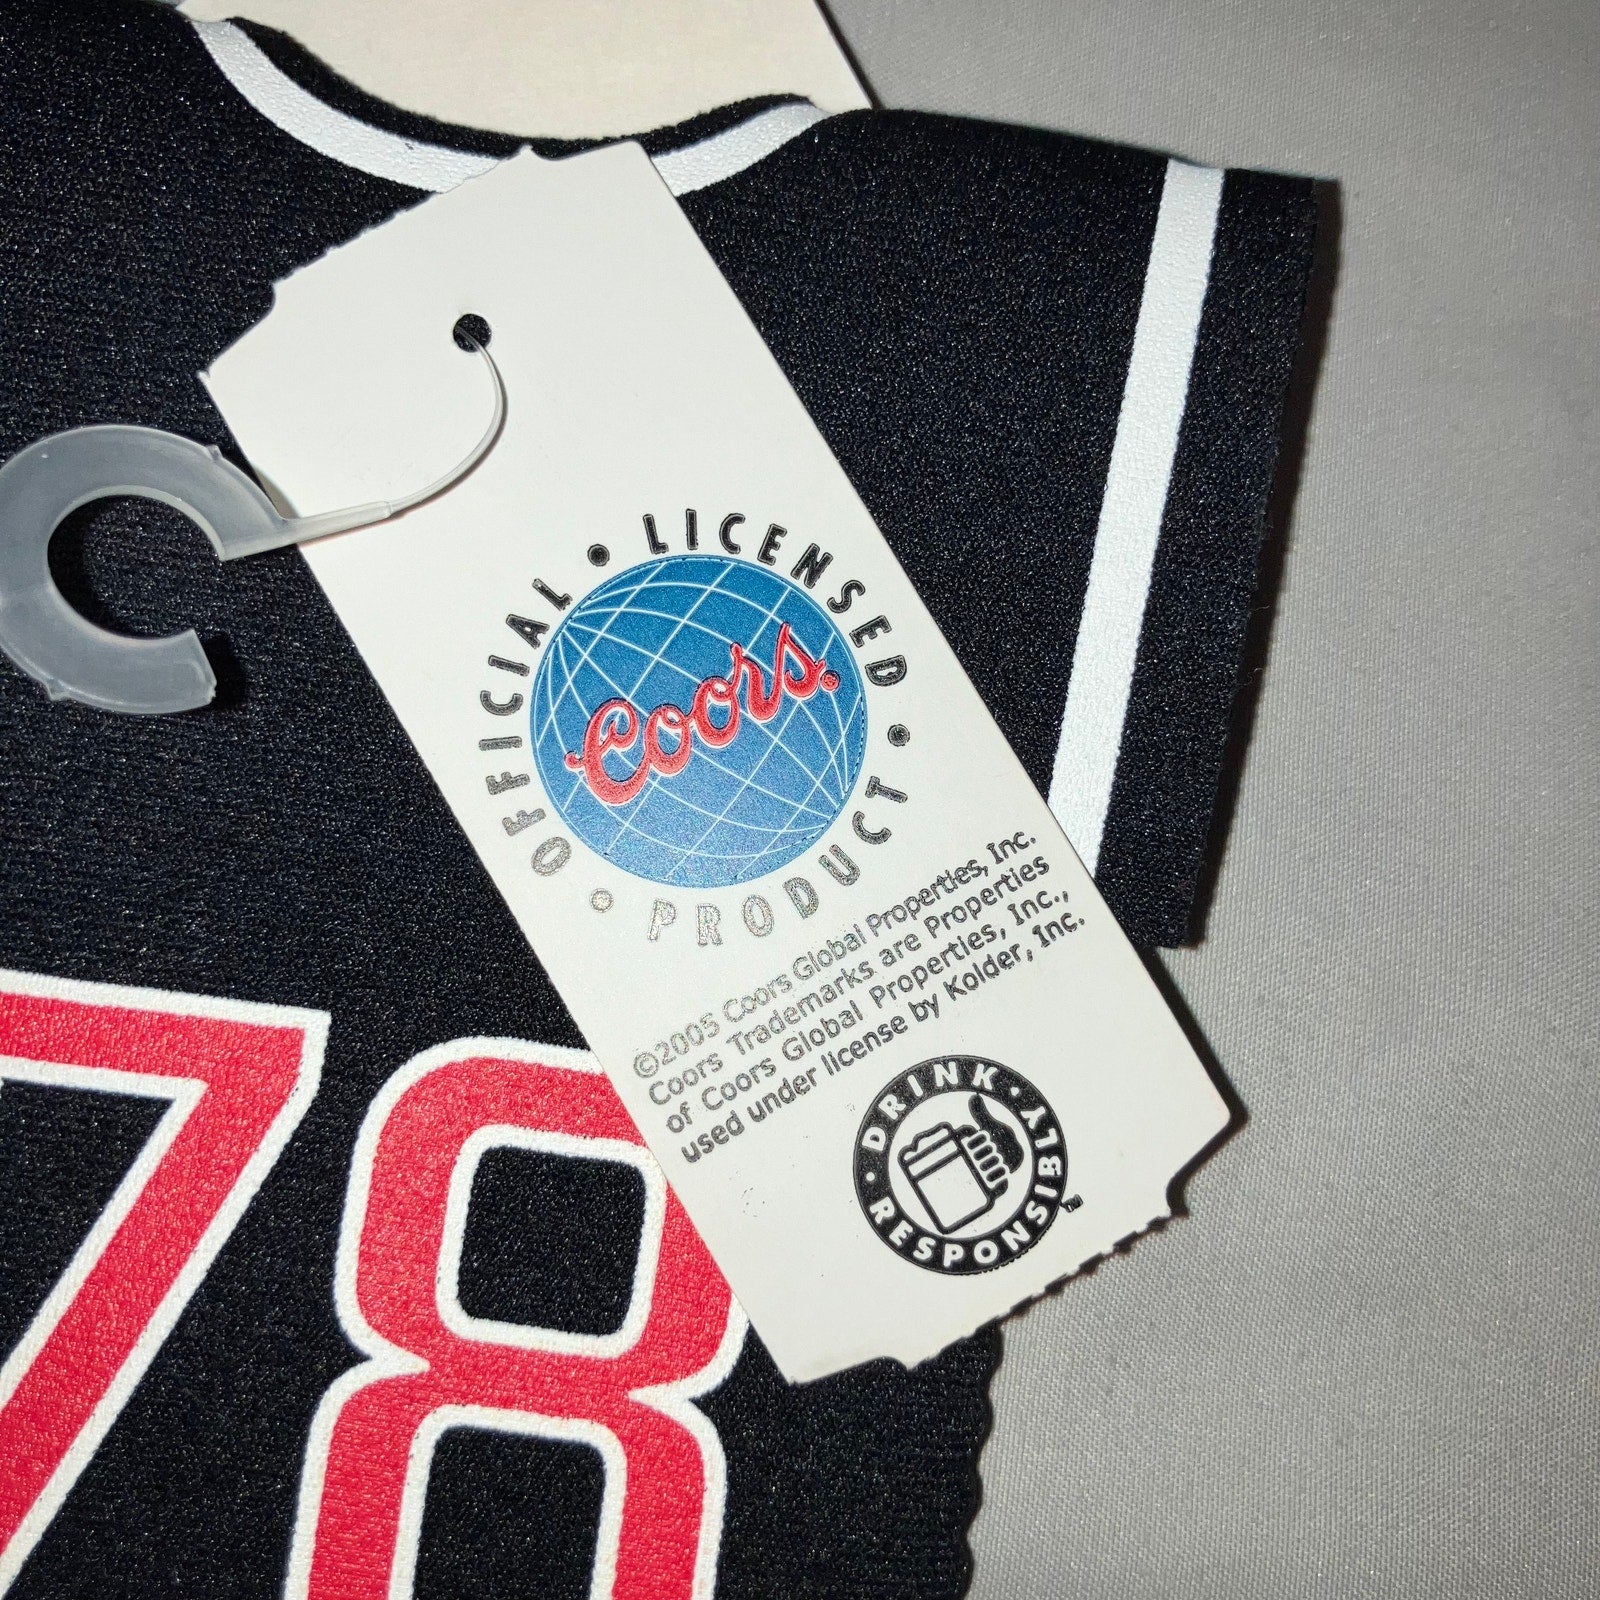 OFFICIAL • LICENSED • PRODUCT •
Coors®
©2005 Coors Global Properties, Inc.
Coors Trademarks are Properties
of Coors Global Properties, Inc.,
used under license by Kolder, Inc.
DRINK • RESPONSIBLY • ™
78